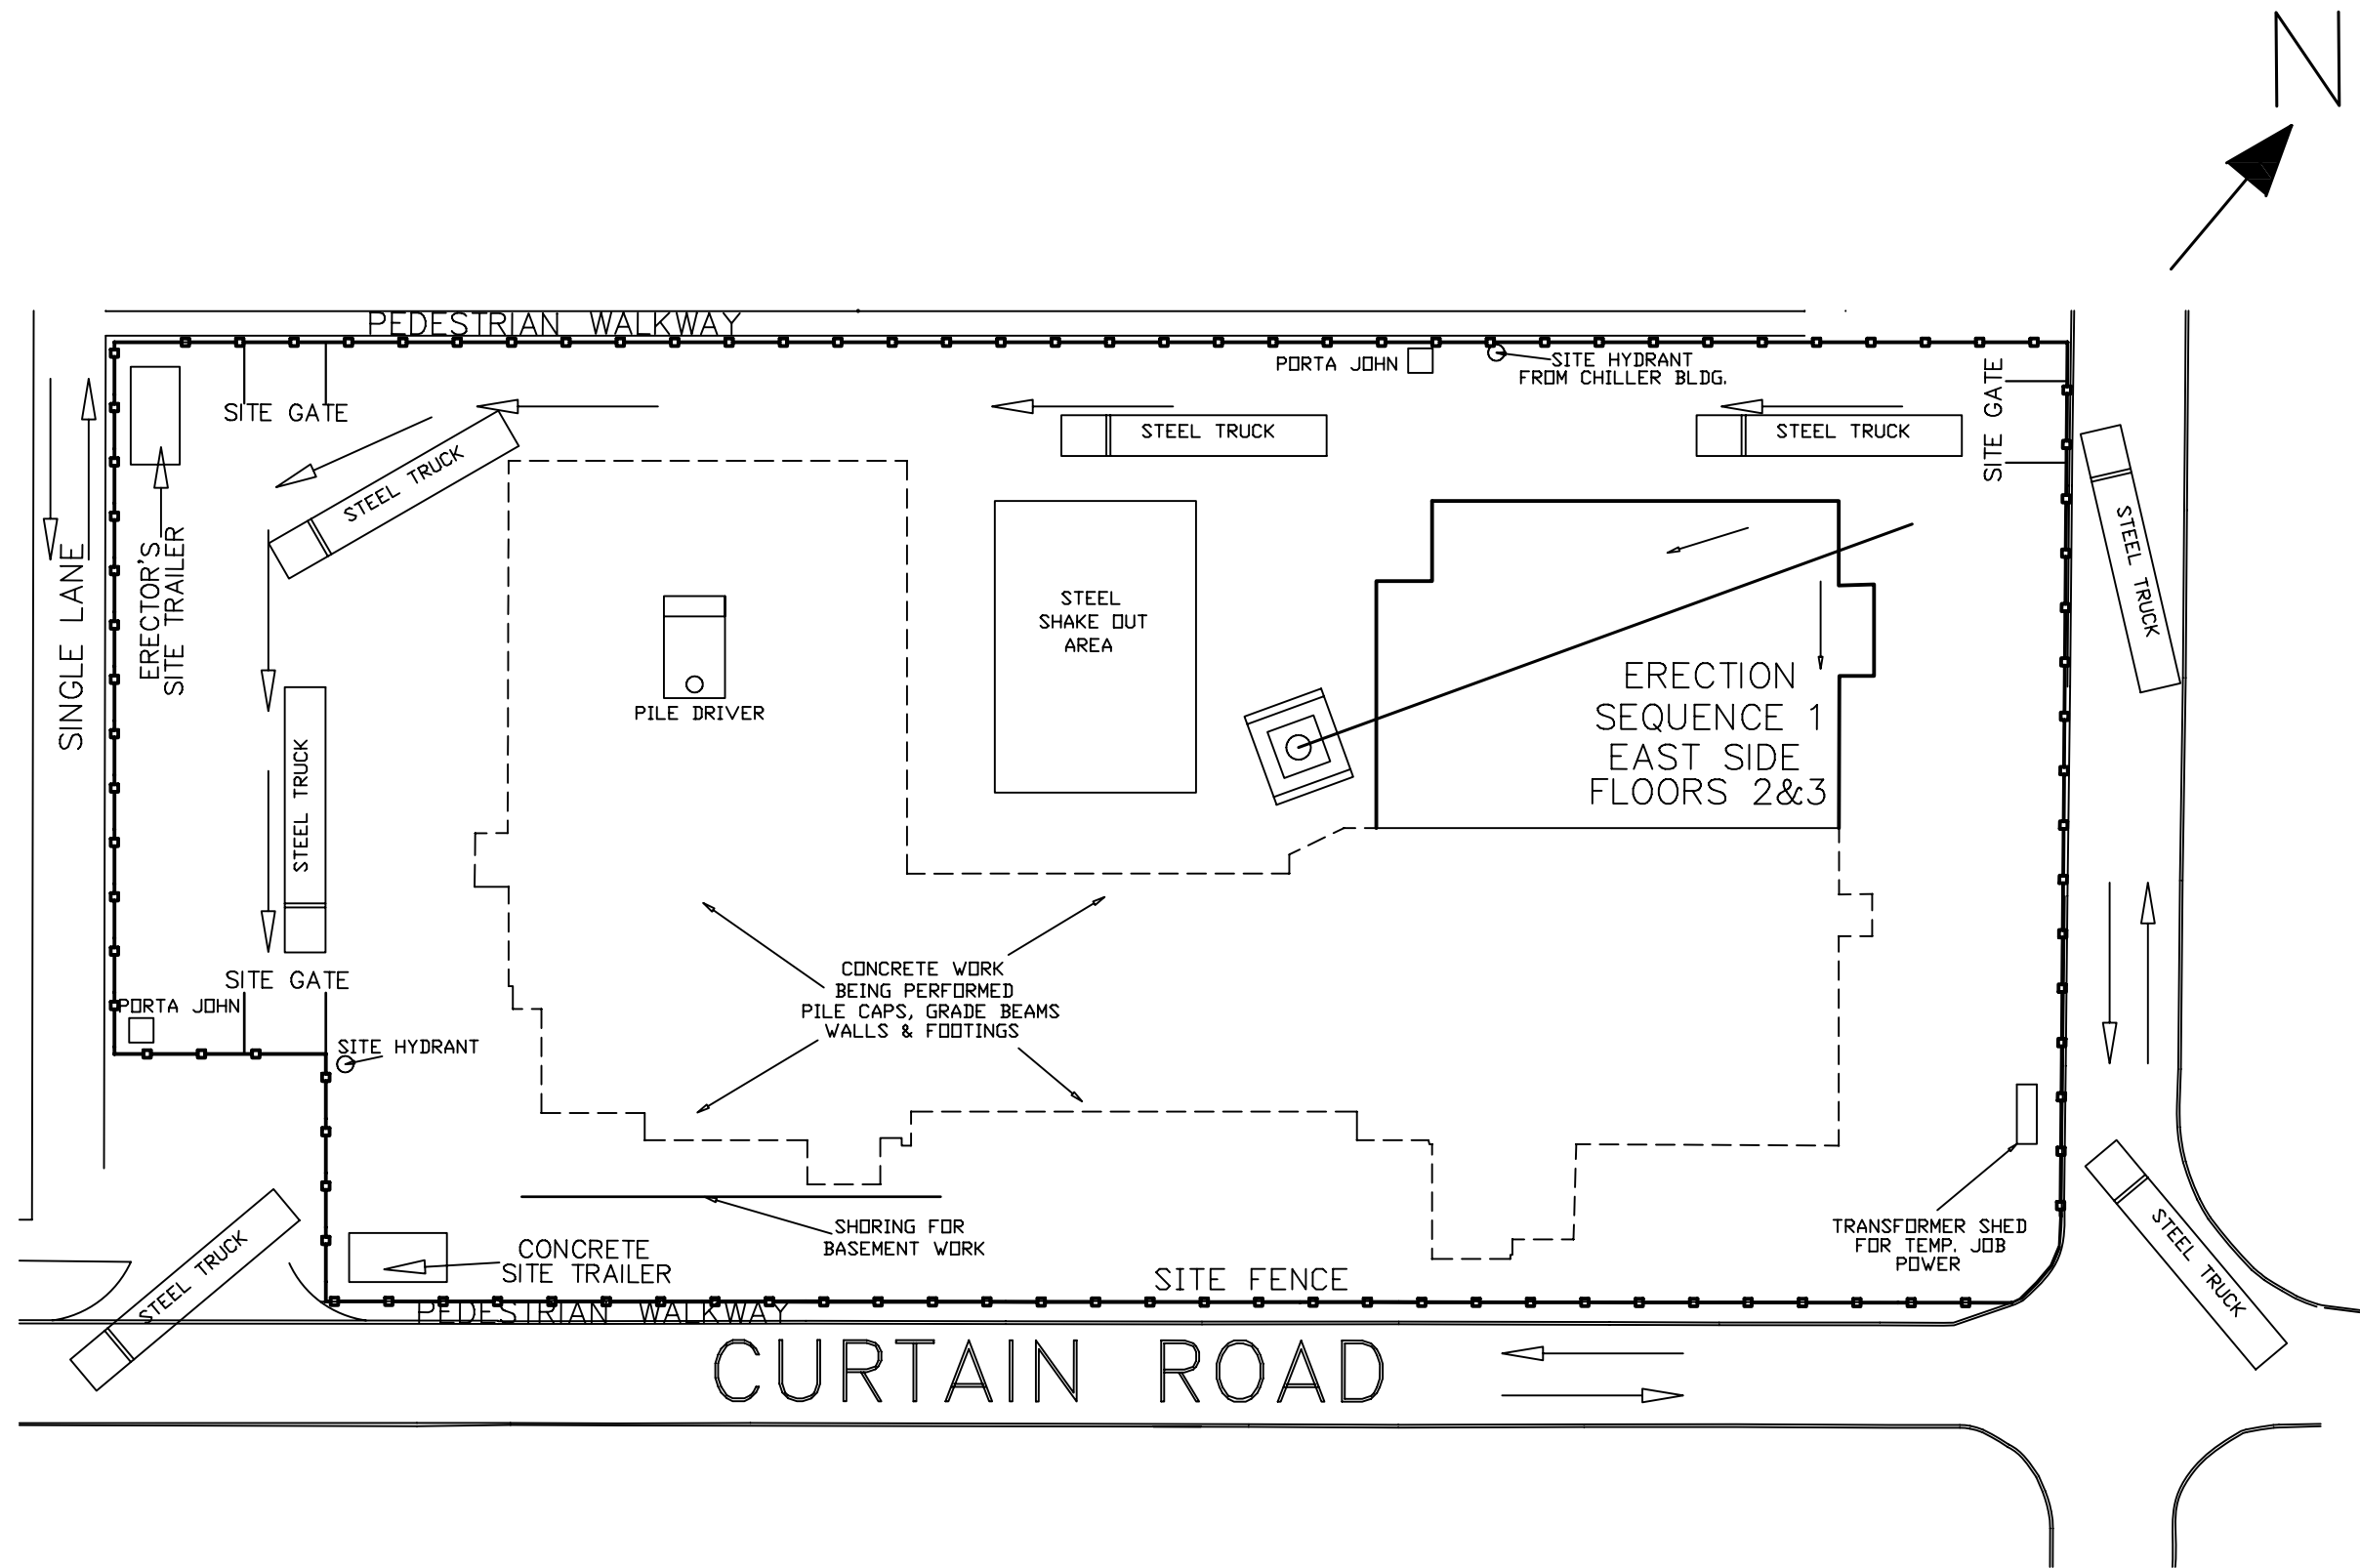 N
PEDESTRIAN WALKWAY
PORTA JOHN
SITE HYDRANT
FROM CHILLER BLDG.
SITE GATE
SITE GATE
STEEL TRUCK
STEEL TRUCK
STEEL TRUCK
STEEL TRUCK
SINGLE LANE
ERECTOR'S
SITE TRAILER
STEEL
SHAKE OUT
AREA
PILE DRIVER
ERECTION
SEQUENCE 1
EAST SIDE
FLOORS 2&3
STEEL TRUCK
SITE GATE
PORTA JOHN
SITE HYDRANT
CONCRETE WORK
BEING PERFORMED
PILE CAPS, GRADE BEAMS
WALLS & FOOTINGS
SHORING FOR
BASEMENT WORK
TRANSFORMER SHED
FOR TEMP. JOB
POWER
STEEL TRUCK
STEEL TRUCK
CONCRETE
SITE TRAILER
SITE FENCE
PEDESTRIAN WALKWAY
CURTAIN ROAD